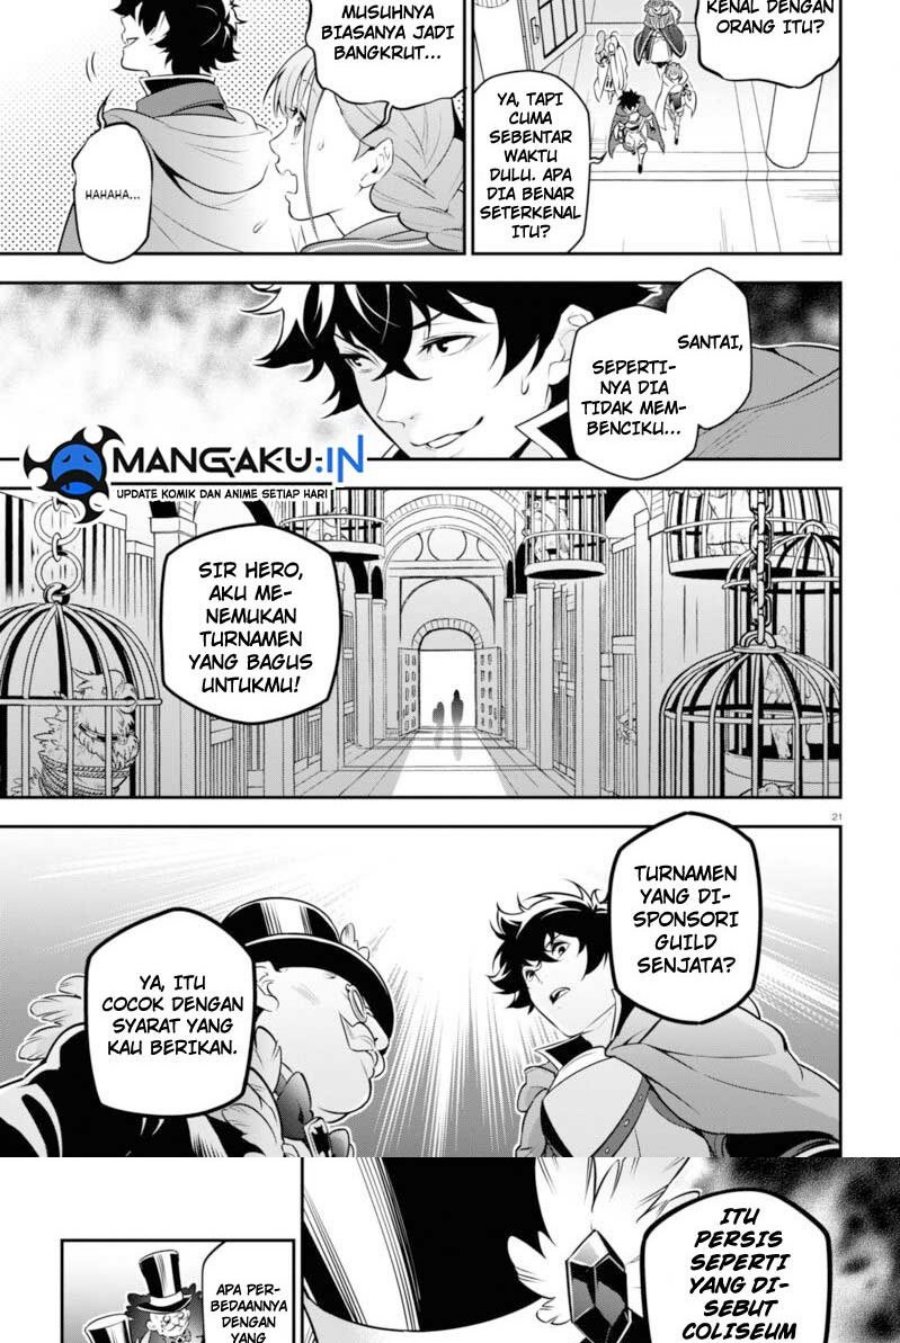 KENAL DENGAN
ORANG ITU?
YA, TAPI
CUMA
SEBENTAR
WAKTU
DULU. APA
DIA BENAR
SETERKENAL
ITU?
MUSUHNYA
BIASANYA JADI
BANGKRUT...
HAHAHA...
SANTAI,
SEPERTI-
NYA DIA
TIDAK MEM-
BENCIKU...
MANGAKU.IN
UPDATE KOMIK DAN ANIME SETIAP HARI
SIR HERO,
AKU ME-
NEMUKAN
TURNAMEN
YANG BAGUS
UNTUKMU!
21
TURNAMEN
YANG DI-
SPONSORI
GUILD
SENJATA?
YA, ITU
COCOK DENGAN
SYARAT YANG
KAU BERIKAN.
ITU
PERSIS
SEPERTI
YANG DI-
SEBUT
COLISEUM
APA PER-
BEDAANNYA
DENGAN
YANG